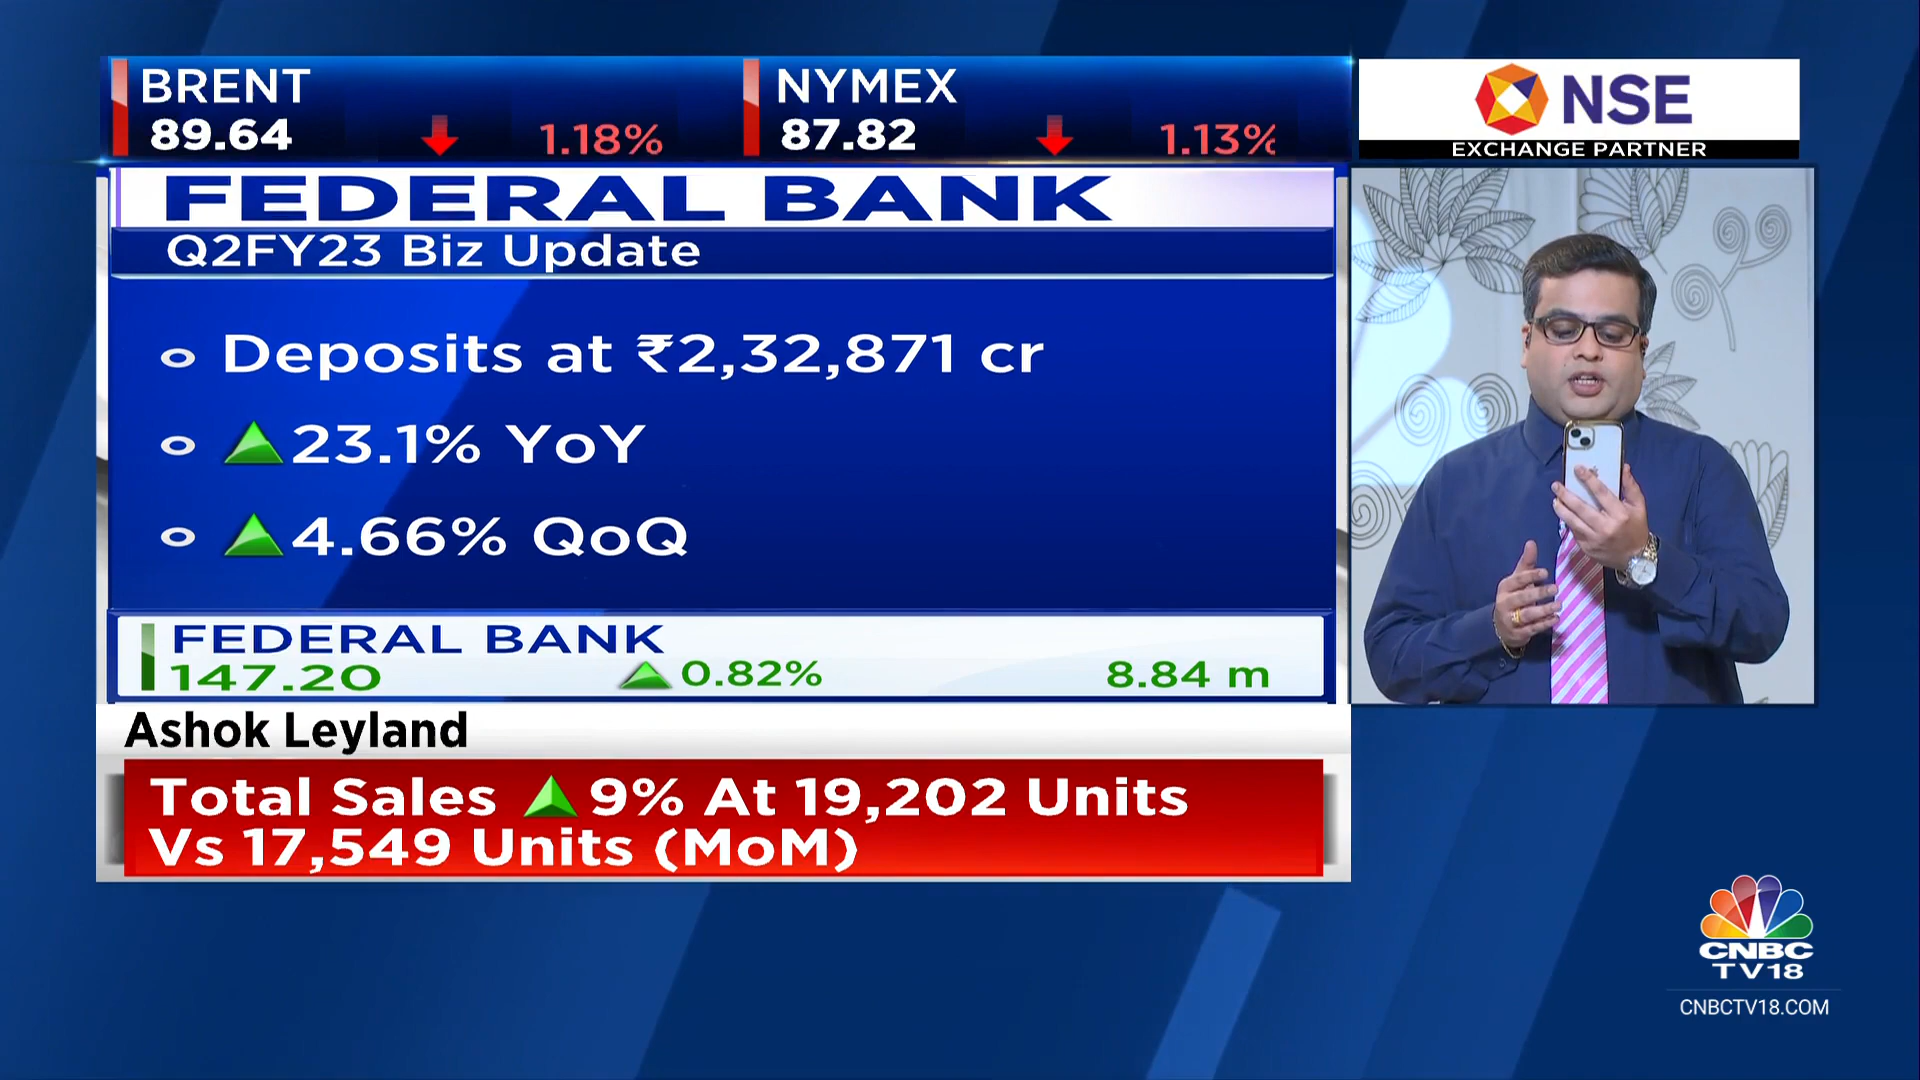 BRENT
89.64 1.18%
NYMEX
87.82 1.13%
NSE
EXCHANGE PARTNER
FEDERAL BANK
Q2FY23 Biz Update
Deposits at ₹2,32,871 cr
23.1% YoY
4.66% QoQ
FEDERAL BANK
147.20 0.82% 8.84 m
Ashok Leyland
Total Sales 9% At 19,202 Units
Vs 17,549 Units (MoM)
CNBC
TV18
CNBCTV18.COM